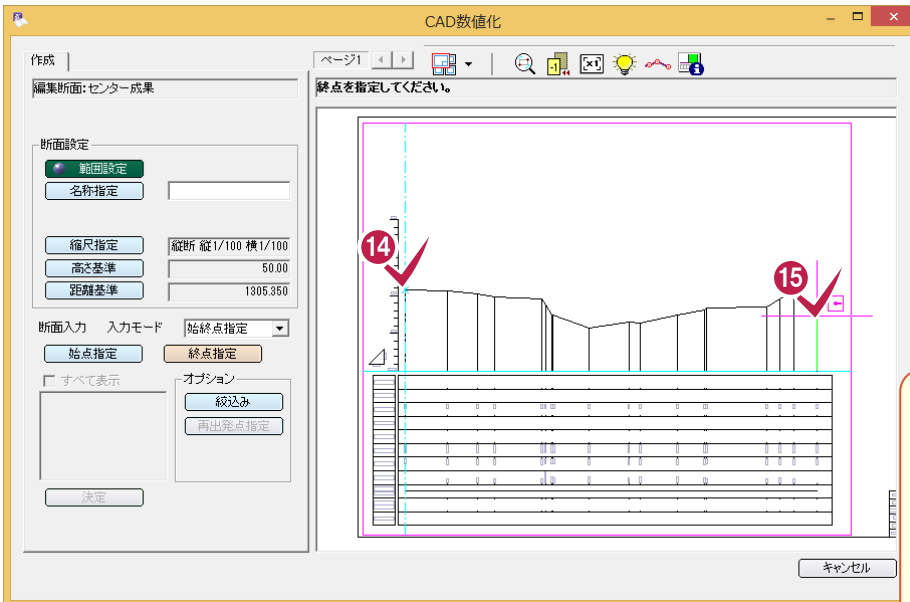 CAD数値化
作成
ページ1
編集断面:センター成果
終点を指定してください。
断面設定
範囲設定
名称指定
縮尺指定 縦断 縦1/100 横1/100
高さ基準 50.00
距離基準 1305.350
断面入力 入力モード 始終点指定
始点指定 終点指定
すべて表示
オプション
絞込み
再出発点指定
決定
14
15
キャンセル